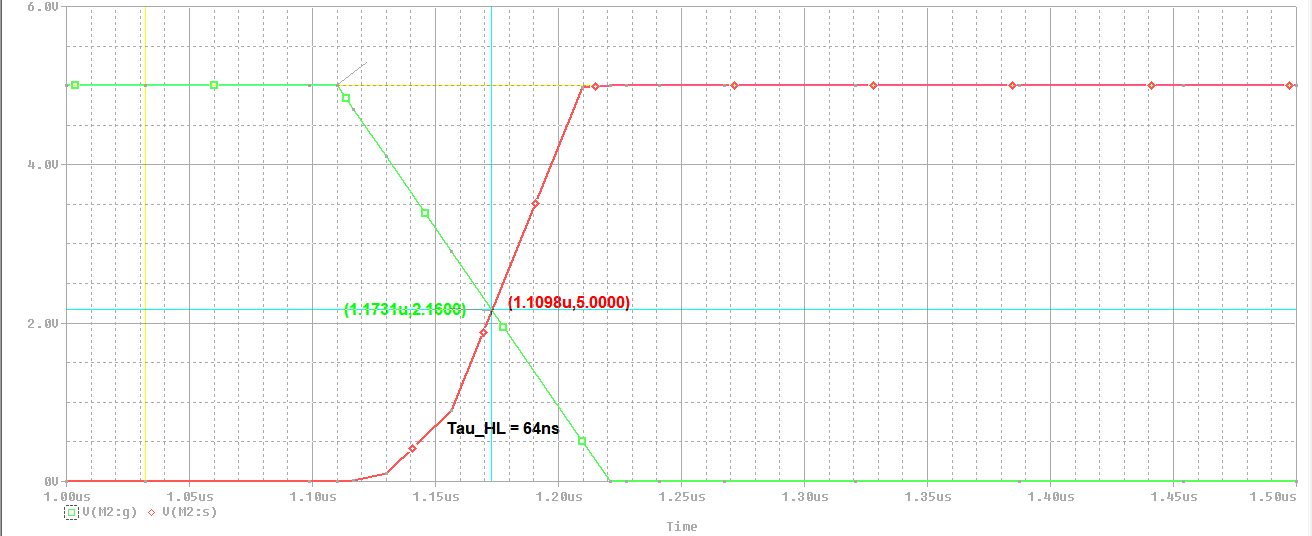 6.0V
4.0V
(1.1731u,2.1600)
(1.1098u,5.0000)
2.0V
Tau_HL = 64ns
0V
1.00us 1.05us 1.10us 1.15us 1.20us 1.25us 1.30us 1.35us 1.40us 1.45us 1.50us
V(M2:g) V(M2:s)
Time